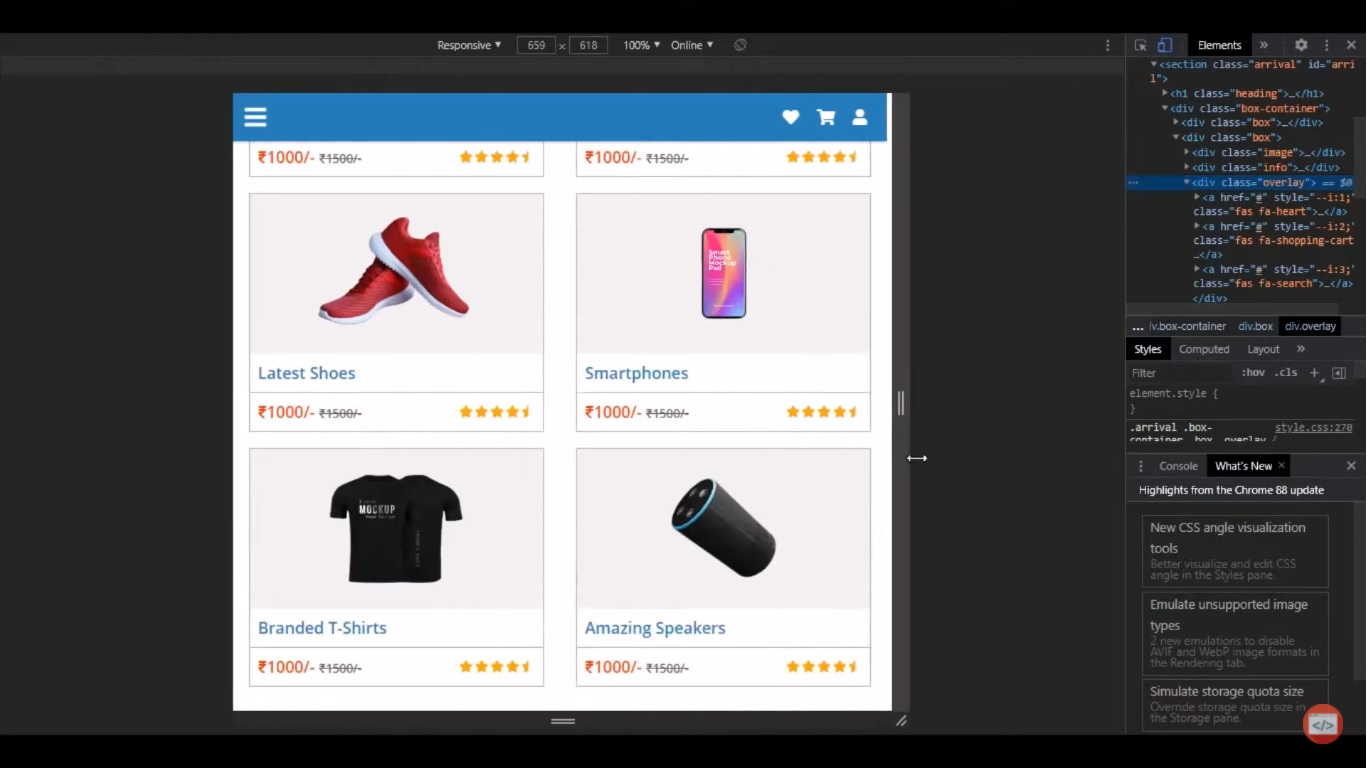 Responsive ▼ 659 x 618 100% ▼ Online ▼
₹1000/- ₹1500/- ₹1000/- ₹1500/-
Smart
Phone
Mockup
Pad
Latest Shoes Smartphones
₹1000/- ₹1500/- ₹1000/- ₹1500/-
MOCKUP
Branded T-Shirts Amazing Speakers
₹1000/- ₹1500/- ₹1000/- ₹1500/-
Elements »
▼<section class="arrival" id="arri
l">
▶<h1 class="heading">…</h1>
▼<div class="box-container">
▶<div class="box">…</div>
▼<div class="box">
▶<div class="image">…</div>
▶<div class="info">…</div>
… ▼<div class="overlay"> == $0
▶<a href="#" style="--i:1;"
class="fas fa-heart">…</a>
▶<a href="#" style="--i:2;"
class="fas fa-shopping-cart
…</a>
▶<a href="#" style="--i:3;"
class="fas fa-search">…</a>
</div>
... iv.box-container div.box div.overlay
Styles Computed Layout »
Filter :hov .cls +
element.style {
}
.arrival .box- style.css:270
container .box .overlay {
Console What's New ×
Highlights from the Chrome 88 update
New CSS angle visualization
tools
Better visualize and edit CSS
angle in the Styles pane.
Emulate unsupported image
types
2 new emulations to disable
AVIF and WebP image formats in
the Rendering tab.
Simulate storage quota size
Override storage quota size in
the Storage pane.
</>